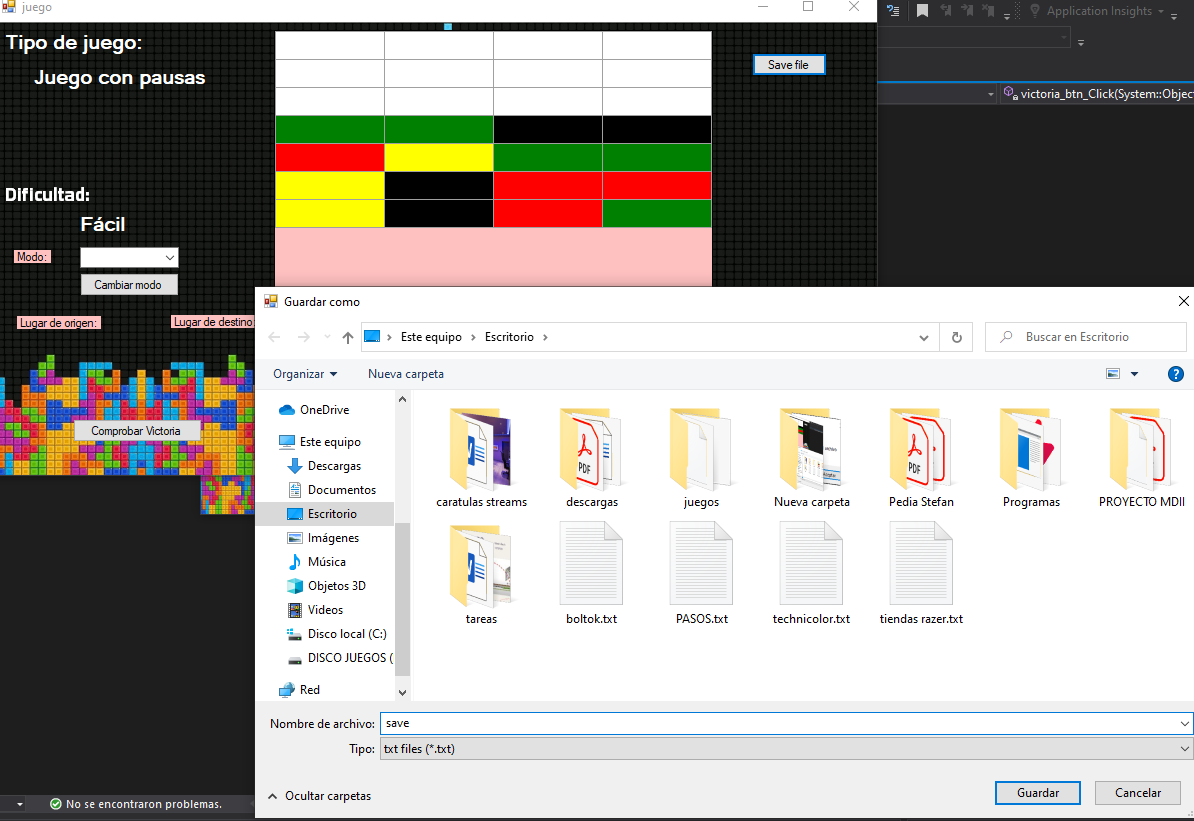 juego
Application Insights
Tipo de juego:
Juego con pausas
Save file
victoria_btn_Click(System::Objec
Dificultad:
Fácil
Modo:
Cambiar modo
Lugar de origen:
Lugar de destino
Comprobar Victoria
Guardar como
Este equipo
Escritorio
Buscar en Escritorio
Organizar
Nueva carpeta
?
OneDrive
Este equipo
Descargas
Documentos
Escritorio
Imágenes
Música
Objetos 3D
Videos
Disco local (C:)
DISCO JUEGOS (
Red
caratulas streams
PDF
descargas
juegos
Nueva carpeta
PDF
Pedia Stefan
Programas
PROYECTO MDII
tareas
boltok.txt
PASOS.txt
technicolor.txt
tiendas razer.txt
Nombre de archivo:
save
Tipo:
txt files (*.txt)
Ocultar carpetas
Guardar
Cancelar
No se encontraron problemas.